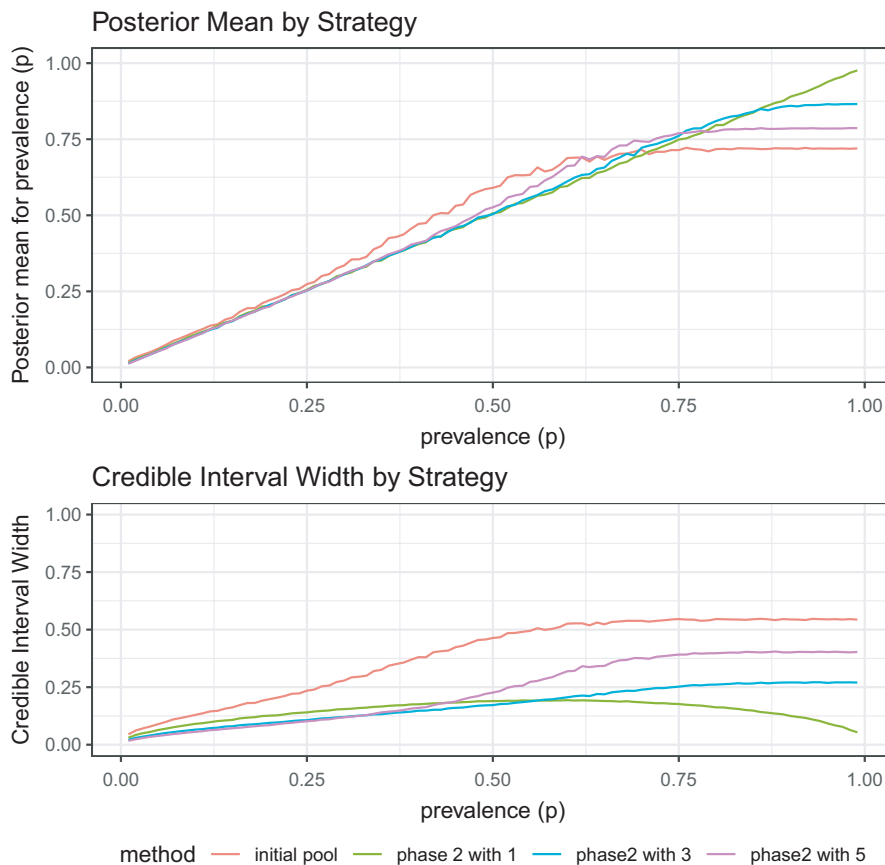 Posterior Mean by Strategy
Posterior mean for prevalence (p)
1.00
0.75
0.50
0.25
0.00
0.00 0.25 0.50 0.75 1.00
prevalence (p)
Credible Interval Width by Strategy
Credible Interval Width
1.00
0.75
0.50
0.25
0.00
0.00 0.25 0.50 0.75 1.00
prevalence (p)
method initial pool phase 2 with 1 phase2 with 3 phase2 with 5